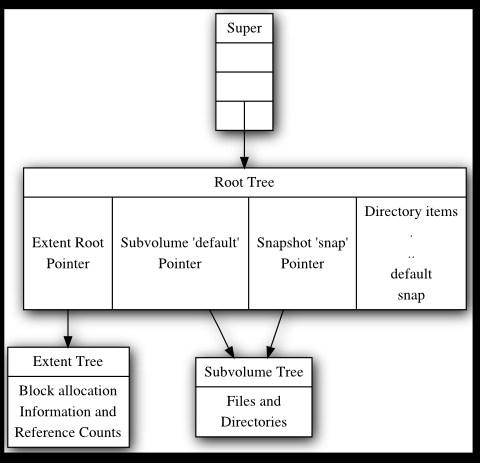 Super
Root Tree
Extent Root
Pointer
Subvolume 'default'
Pointer
Snapshot 'snap'
Pointer
Directory items
.
..
default
snap
Extent Tree
Block allocation
Information and
Reference Counts
Subvolume Tree
Files and
Directories